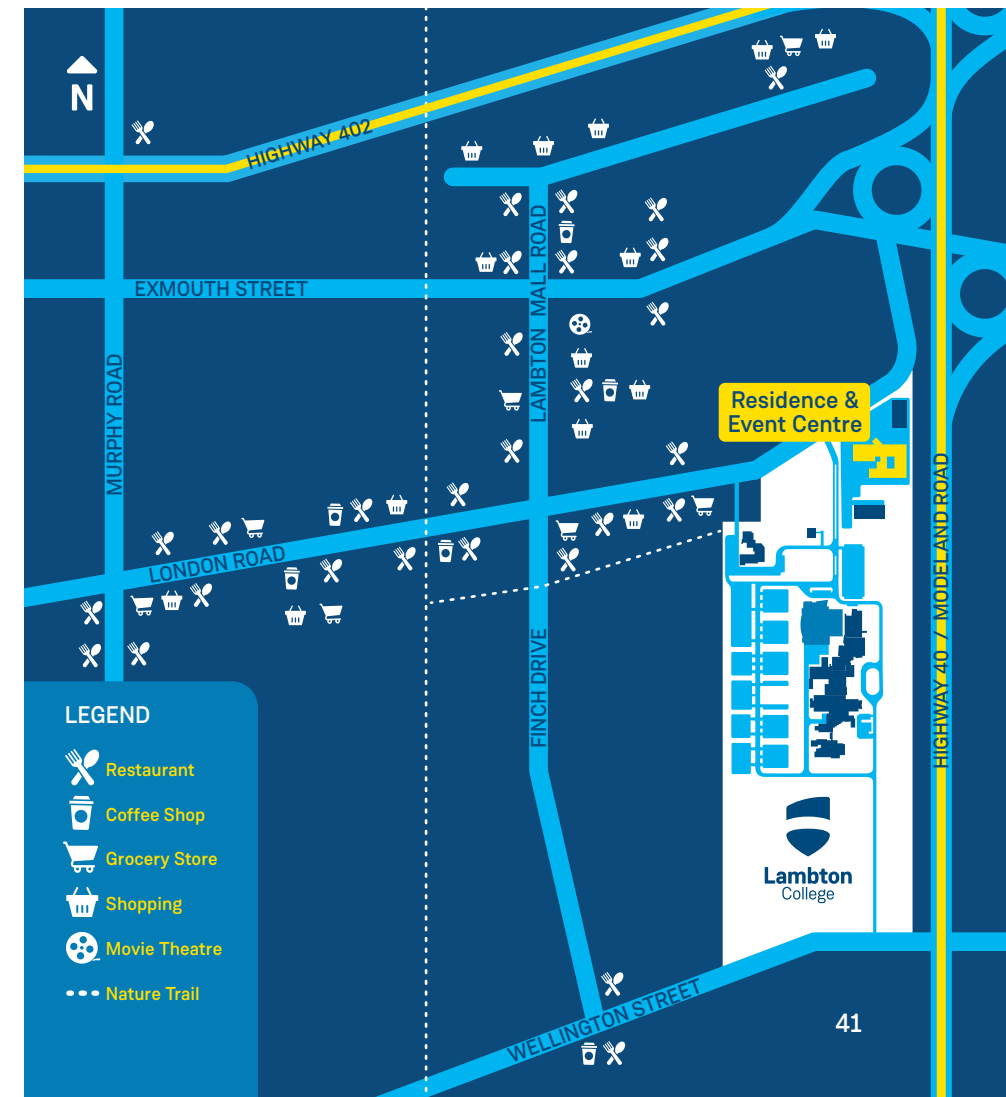 N
HIGHWAY 402
EXMOUTH STREET
LAMBTON MALL ROAD
MURPHY ROAD
Residence &
Event Centre
LONDON ROAD
HIGHWAY 40 / MODELAND ROAD
FINCH DRIVE
LEGEND
Restaurant
Coffee Shop
Grocery Store
Shopping
Movie Theatre
Nature Trail
Lambton
College
WELLINGTON STREET
41